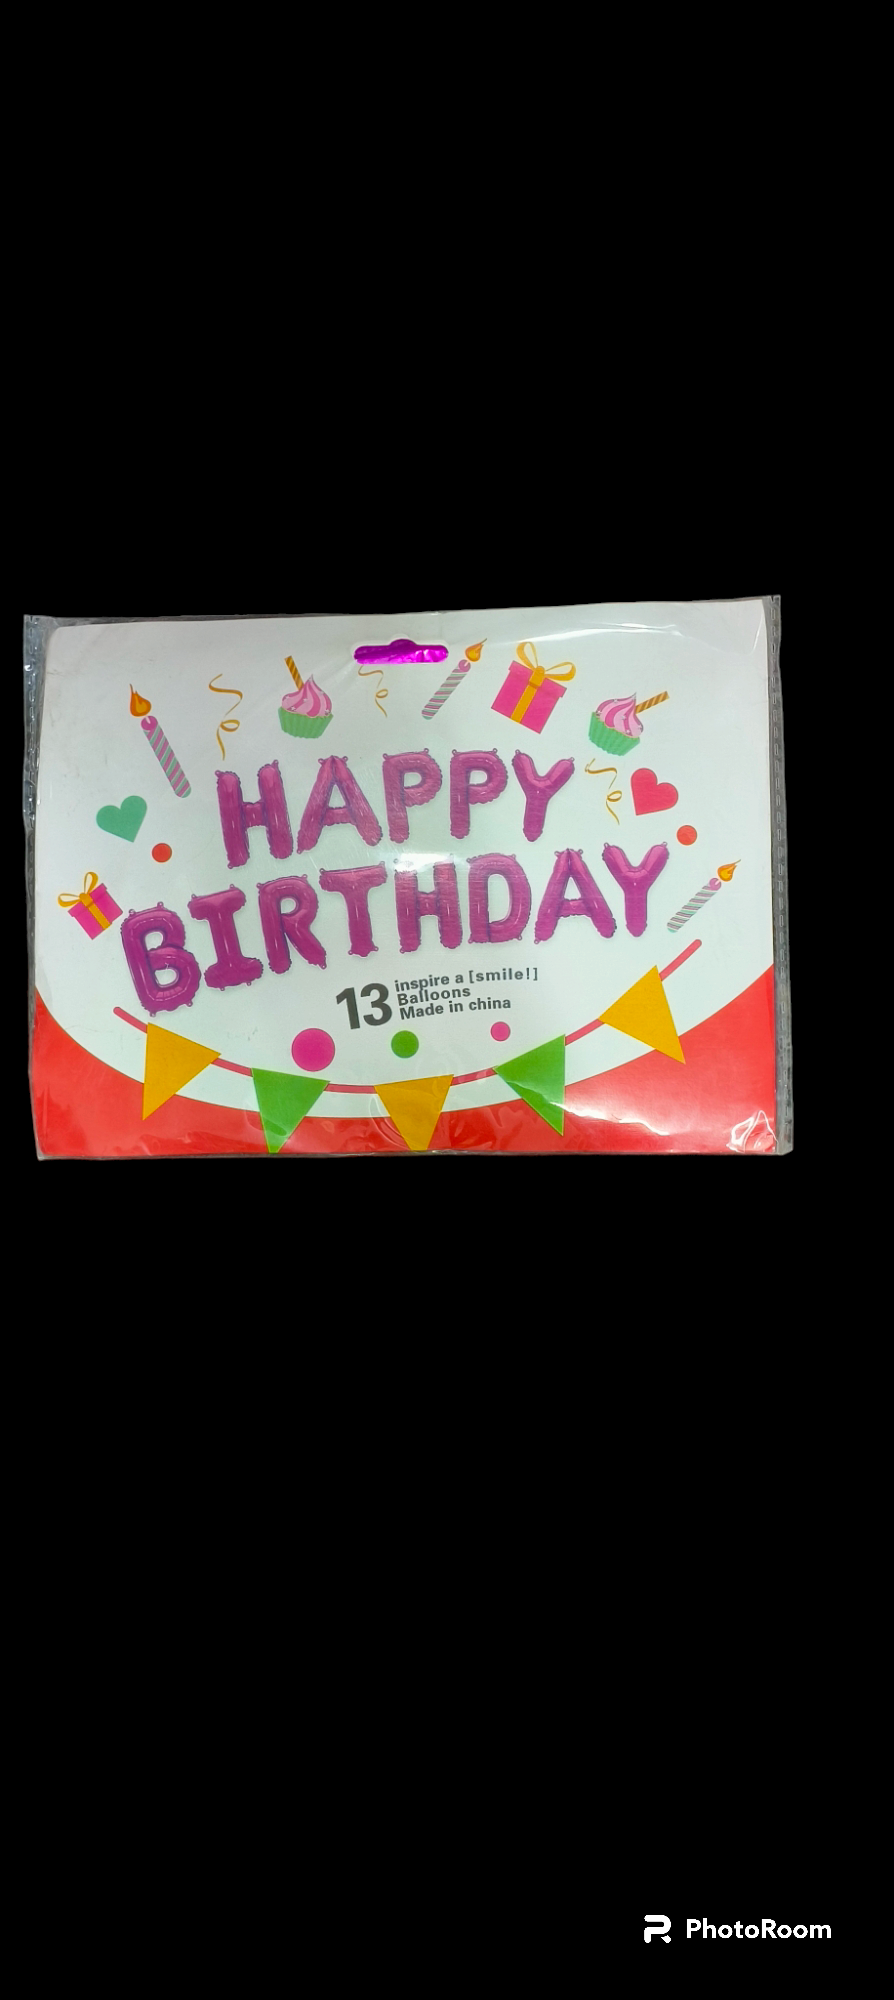 HAPPY
BIRTHDAY
13
inspire a [smile!]
Balloons
Made in china
PhotoRoom